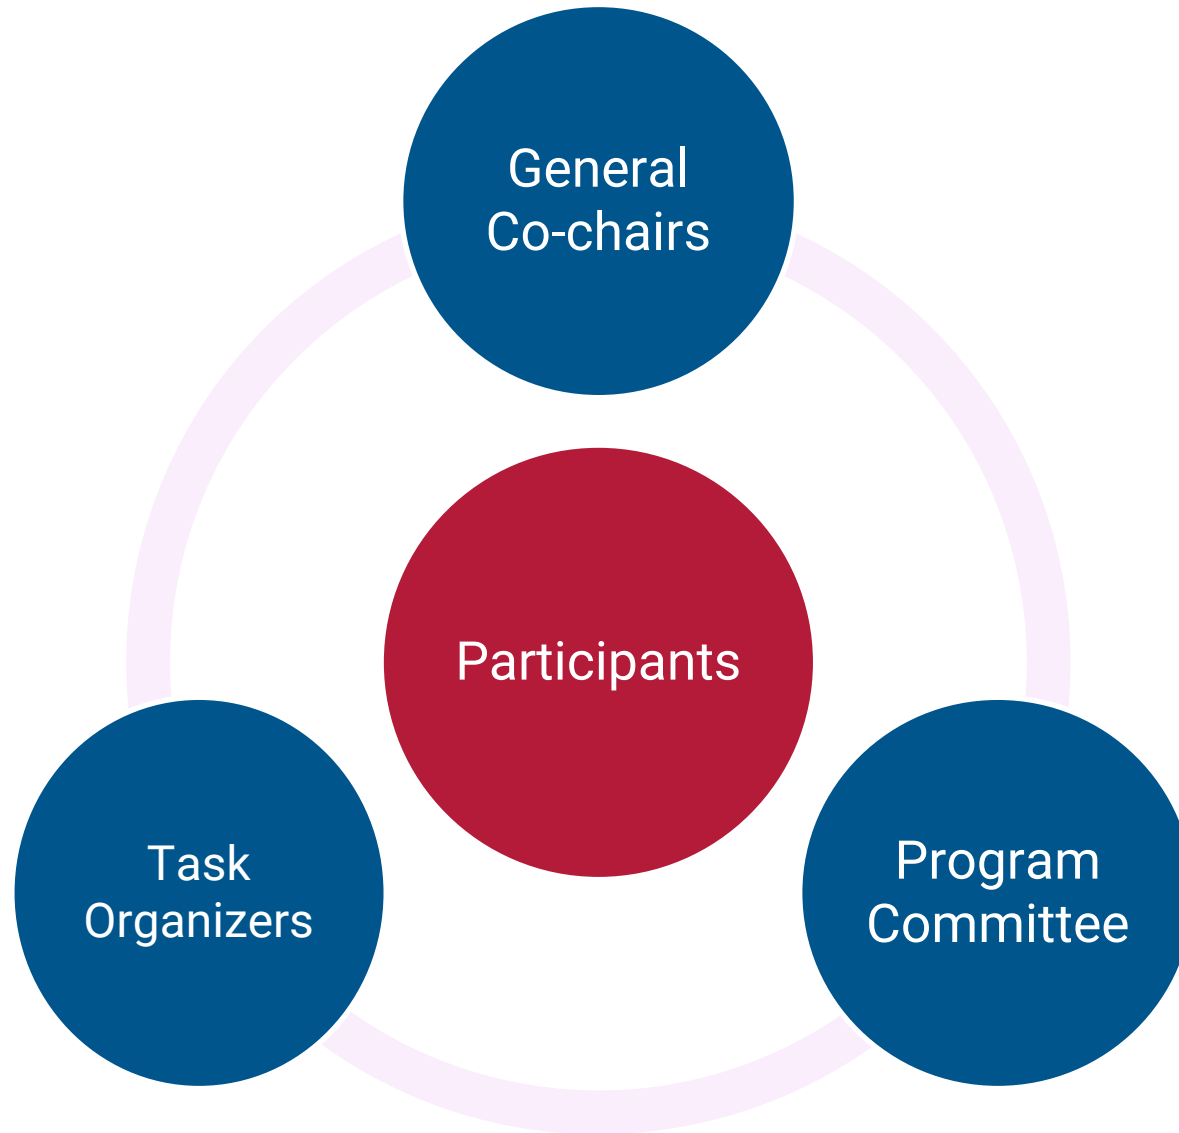 General
Co-chairs
Participants
Task
Organizers
Program
Committee